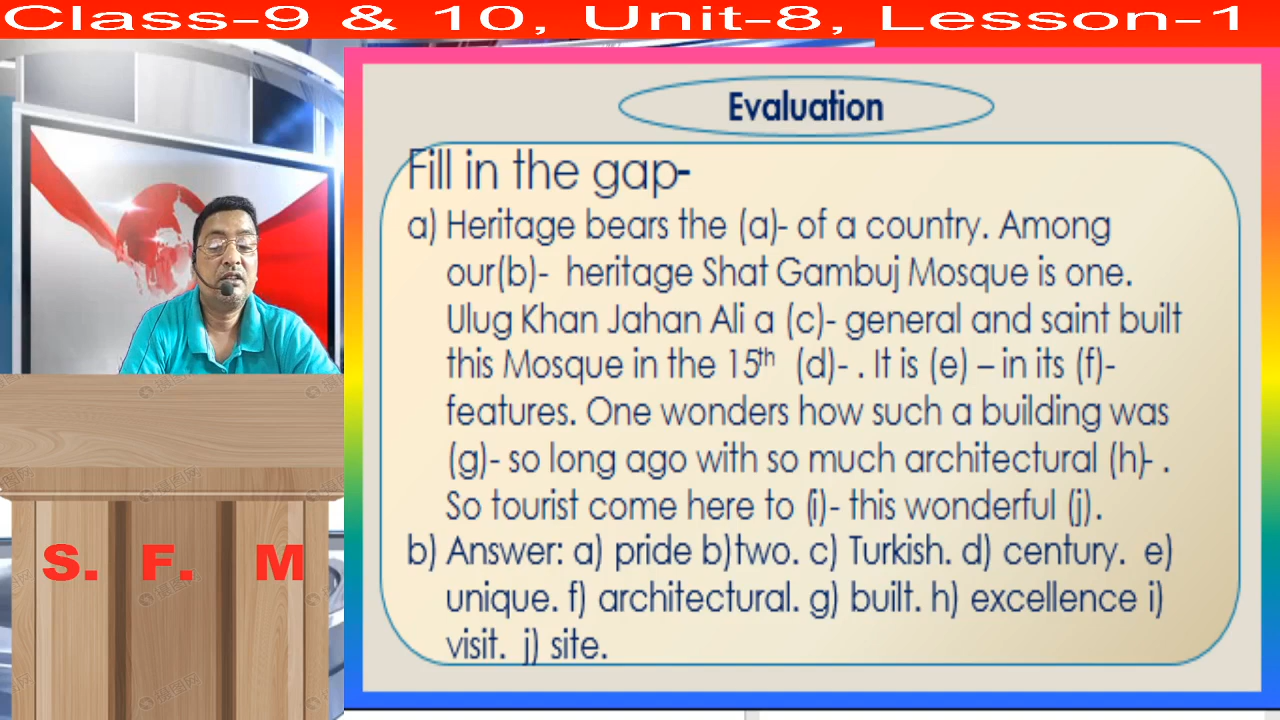 Class-9 & 10, Unit-8, Lesson-1
Evaluation
Fill in the gap-
a) Heritage bears the (a)- of a country. Among
our(b)- heritage Shat Gambuj Mosque is one.
Ulug Khan Jahan Ali a (c)- general and saint built
this Mosque in the 15th (d)- . It is (e) – in its (f)-
features. One wonders how such a building was
(g)- so long ago with so much architectural (h)- .
So tourist come here to (i)- this wonderful (j).
b) Answer: a) pride b)two. c) Turkish. d) century. e)
unique. f) architectural. g) built. h) excellence i)
visit. j) site.
S. F. M